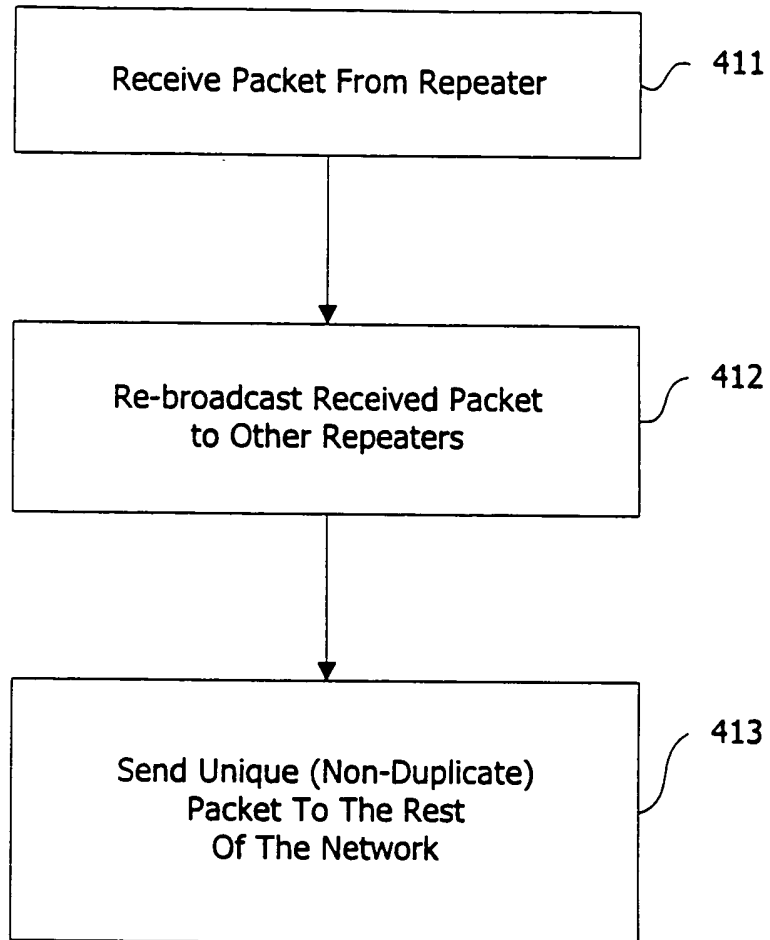 Receive Packet From Repeater
411
Re-broadcast Received Packet
to Other Repeaters
412
Send Unique (Non-Duplicate)
Packet To The Rest
Of The Network
413